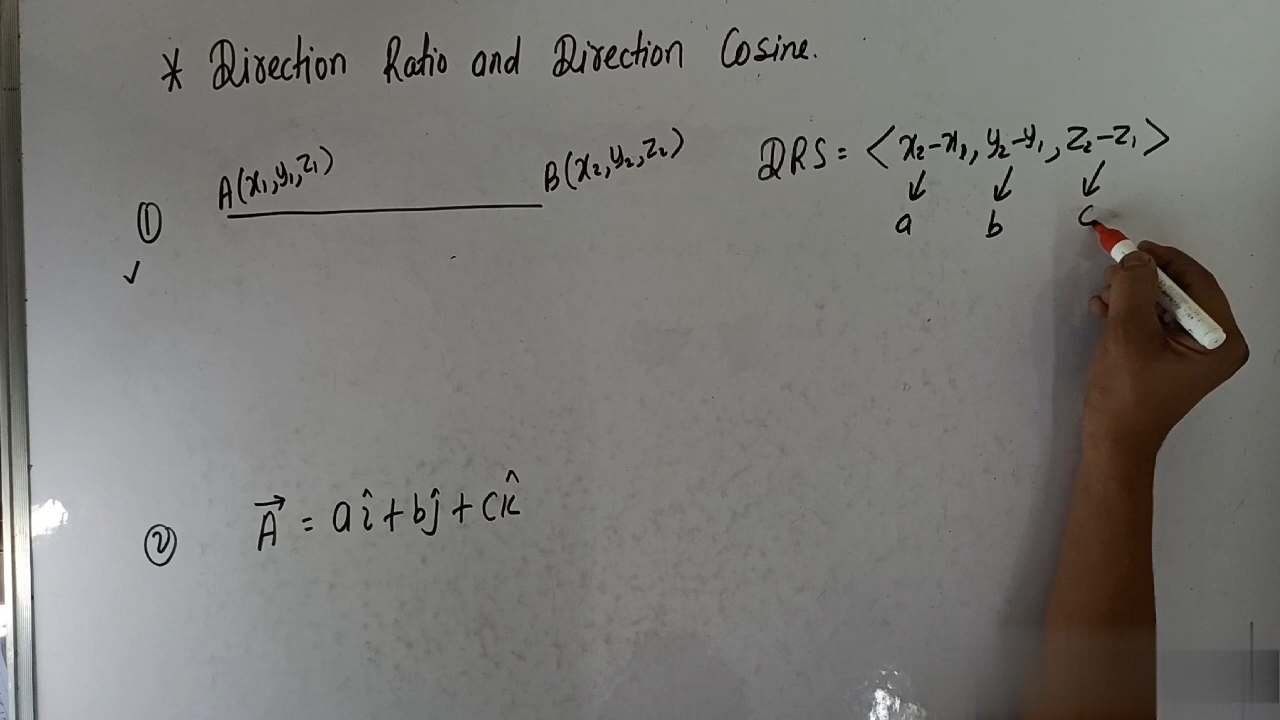 * Direction Ratio and Direction Cosine.
① A(x₁,y₁,z₁) B(x₂,y₂,z₂)
DRS = <x₂-x₁, y₂-y₁, z₂-z₁>
↙ ↙ ↙
a b c
✓
② A⃗ = aî + bĵ + ck̂